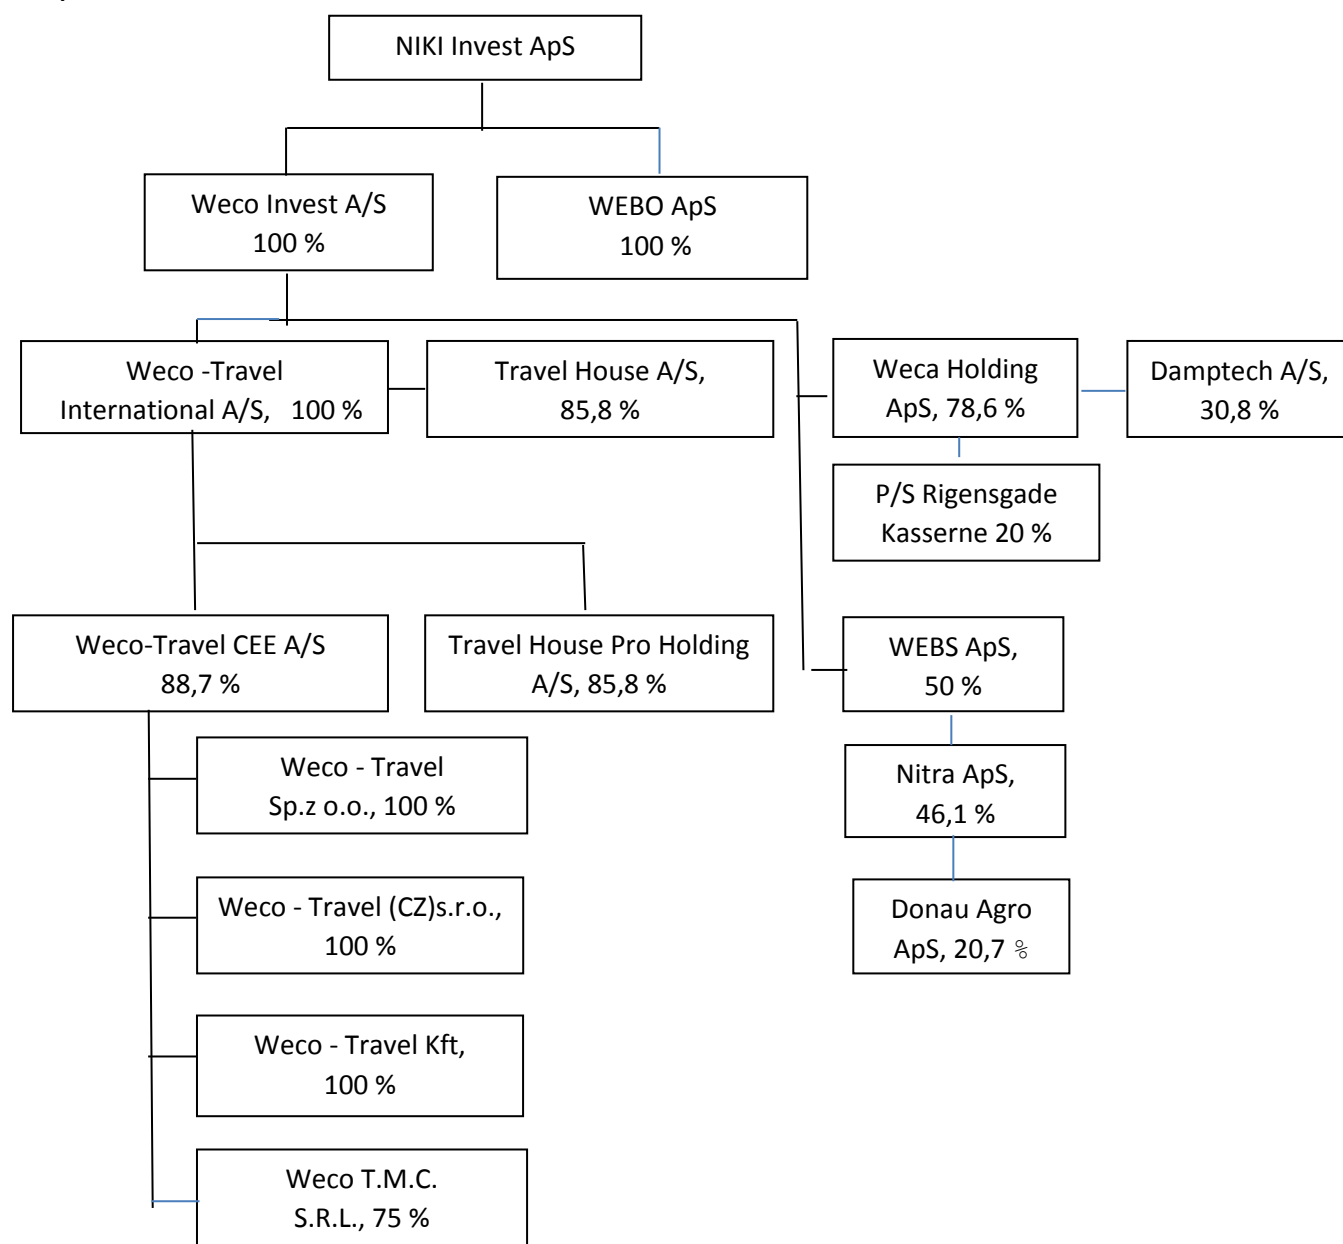 NIKI Invest ApS
Weco Invest A/S
100 %
WEBO ApS
100 %
Weco -Travel
International A/S, 100 %
Travel House A/S,
85,8 %
Weca Holding
ApS, 78,6 %
Damptech A/S,
30,8 %
P/S Rigensgade
Kasserne 20 %
Weco-Travel CEE A/S
88,7 %
Travel House Pro Holding
A/S, 85,8 %
WEBS ApS,
50 %
Weco - Travel
Sp.z o.o., 100 %
Nitra ApS,
46,1 %
Weco - Travel (CZ)s.r.o.,
100 %
Donau Agro
ApS, 20,7 %
Weco - Travel Kft,
100 %
Weco T.M.C.
S.R.L., 75 %